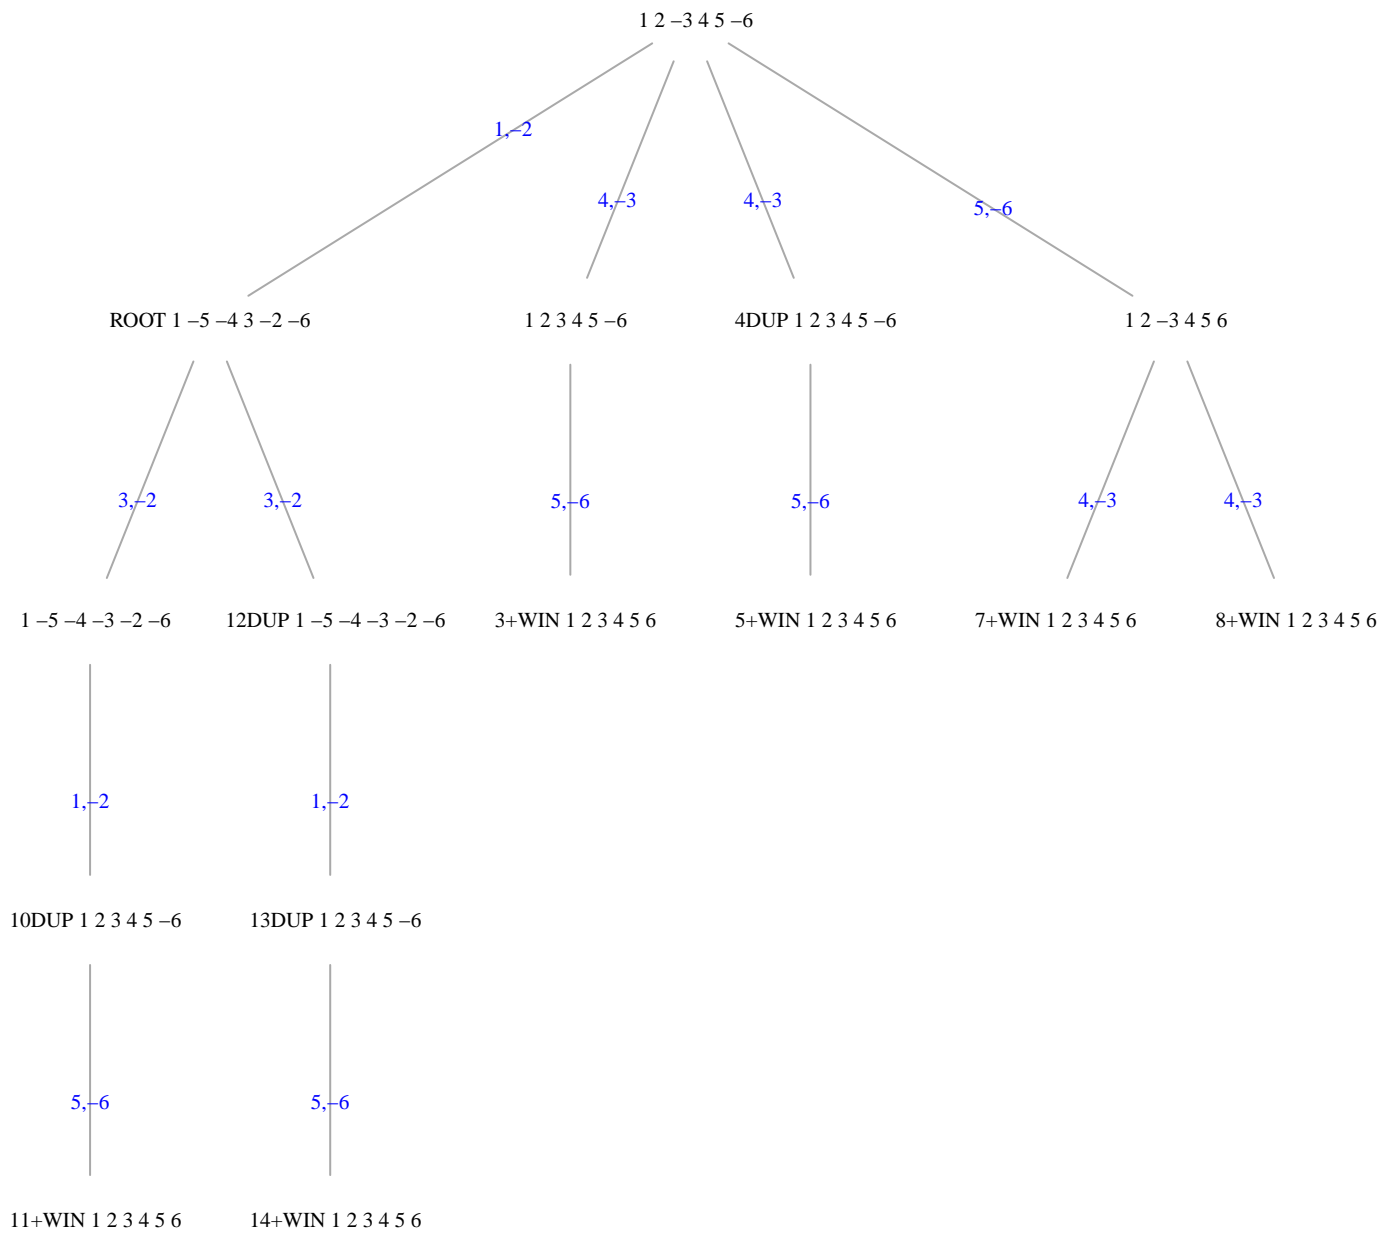 1 2 −3 4 5 −6
1,−2
4,−3
4,−3
5,−6
ROOT 1 −5 −4 3 −2 −6
1 2 3 4 5 −6
4DUP 1 2 3 4 5 −6
1 2 −3 4 5 6
3,−2
3,−2
5,−6
5,−6
4,−3
4,−3
1 −5 −4 −3 −2 −6
12DUP 1 −5 −4 −3 −2 −6
3+WIN 1 2 3 4 5 6
5+WIN 1 2 3 4 5 6
7+WIN 1 2 3 4 5 6
8+WIN 1 2 3 4 5 6
1,−2
1,−2
10DUP 1 2 3 4 5 −6
13DUP 1 2 3 4 5 −6
5,−6
5,−6
11+WIN 1 2 3 4 5 6
14+WIN 1 2 3 4 5 6